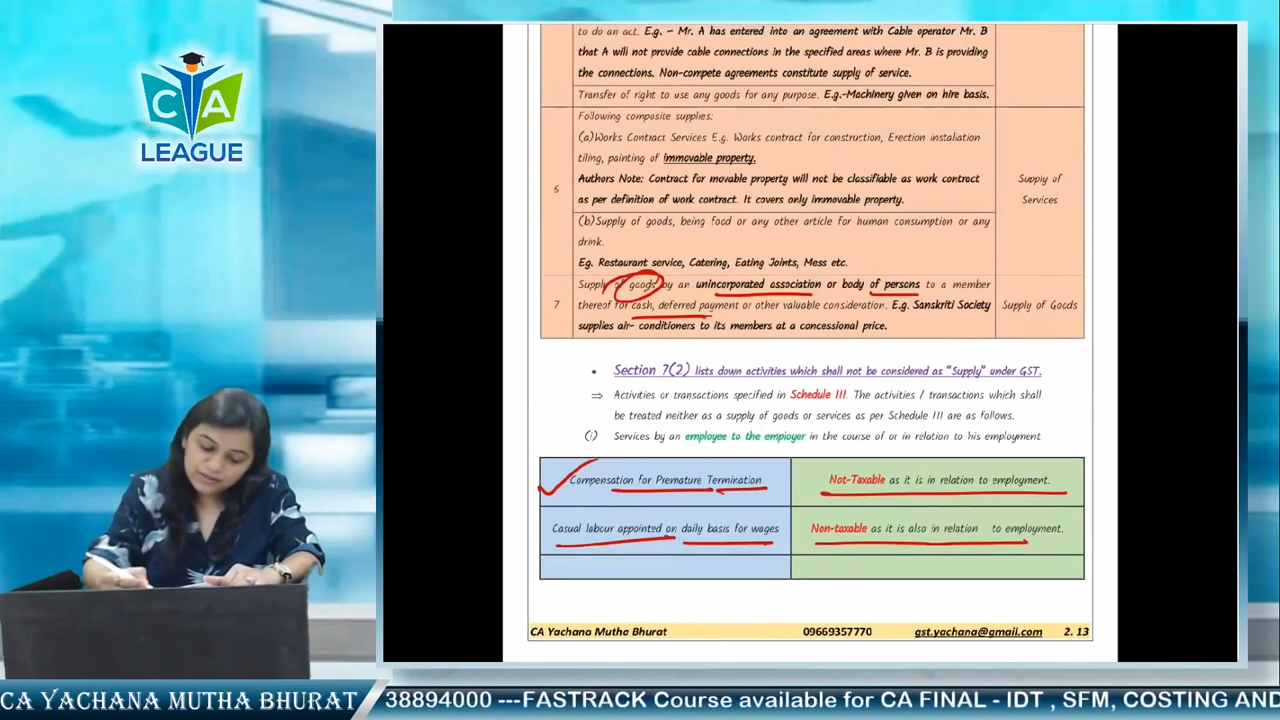 CA
LEAGUE
to do an act. E.g. – Mr. A has entered into an agreement with Cable operator Mr. B
that A will not provide cable connections in the specified areas where Mr. B is providing
the connections. Non-compete agreements constitute supply of service.
Transfer of right to use any goods for any purpose. E.g.-Machinery given on hire basis.
Following composite supplies:
(a)Works Contract Services E.g. Works contract for construction, Erection installation
tiling, painting of Immovable property.
Authors Note: Contract for movable property will not be classifiable as work contract
as per definition of work contract. It covers only immovable property.
6
Supply of
Services
(b)Supply of goods, being food or any other article for human consumption or any
drink.
Eg. Restaurant service, Catering, Eating Joints, Mess etc.
Supply of goods by an unincorporated association or body of persons to a member
7 thereof for cash, deferred payment or other valuable consideration. E.g. Sanskriti Society Supply of Goods
supplies air- conditioners to its members at a concessional price.
• Section 7(2) lists down activities which shall not be considered as "Supply" under GST.
⇒ Activities or transactions specified in Schedule III. The activities / transactions which shall
be treated neither as a supply of goods or services as per Schedule III are as follows.
(i) Services by an employee to the employer in the course of or in relation to his employment.
Compensation for Premature Termination Not-Taxable as it is in relation to employment.
Casual labour appointed on daily basis for wages Non-taxable as it is also in relation to employment.
CA Yachana Mutha Bhurat 09669357770 gst.yachana@gmail.com 2. 13
CA YACHANA MUTHA BHURAT 38894000 ---FASTRACK Course available for CA FINAL - IDT , SFM, COSTING AND